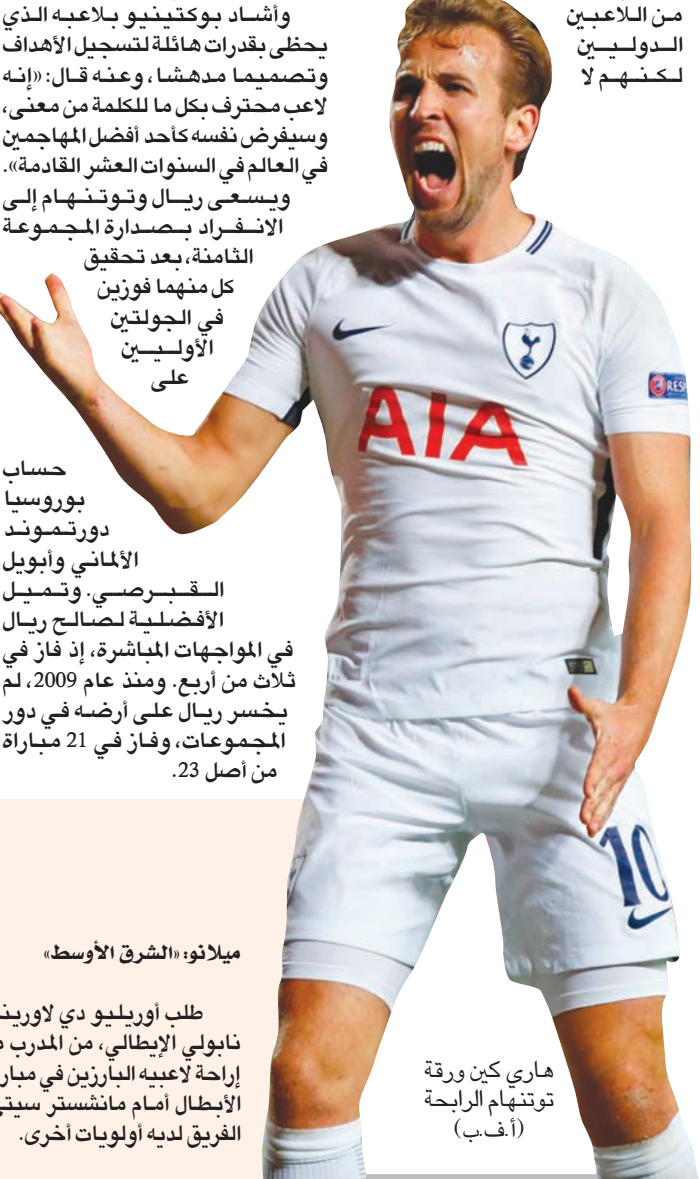 من اللاعبين
الدوليين
لكنهم لا
وأشاد بوكتينيو بلاعبه الذي
يحظى بقدرات هائلة لتسجيل الأهداف
وتصميما مدهشا، وعنه قال: «إنه
لاعب محترف بكل ما للكلمة من معنى،
وسيفرض نفسه كأحد أفضل المهاجمين
في العالم في السنوات العشر القادمة».
ويسعى ريال وتوتنهام إلى
الانفراد بصدارة المجموعة
الثامنة، بعد تحقيق
كل منهما فوزين
في الجولتين
الأوليين
على
حساب
بوروسيا
دورتموند
الألماني وأبويل
القبرصي. وتميل
الأفضلية لصالح ريال
في المواجهات المباشرة، إذ فاز في
ثلاث من أربع. ومنذ عام 2009، لم
يخسر ريال على أرضه في دور
المجموعات، وفاز في 21 مباراة
من أصل 23.
AIA
RES
10
ميلانو: «الشرق الأوسط»
طلب أوريليو دي لاورين
نابولي الإيطالي، من المدرب
إراحة لاعبيه البارزين في مبار
الأبطال أمام مانشستر سيتي
الفريق لديه أولويات أخرى.
هاري كين ورقة
توتنهام الرابحة
(أ.ف.ب)